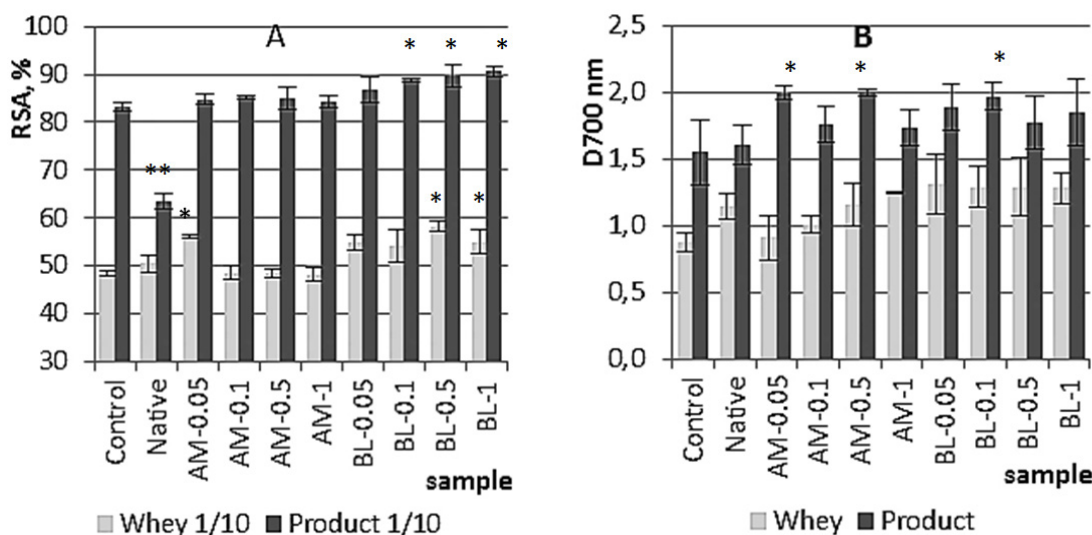 A
RSA, %
100
90
80
70
60
50
40
30
* * *
**
*
* *
Control
Native
AM-0.05
AM-0.1
AM-0.5
AM-1
BL-0.05
BL-0.1
BL-0.5
BL-1
sample
Whey 1/10 Product 1/10
B
D700 nm
2,5
2,0
1,5
1,0
0,5
0,0
* * *
Control
Native
AM-0.05
AM-0.1
AM-0.5
AM-1
BL-0.05
BL-0.1
BL-0.5
BL-1
sample
Whey Product